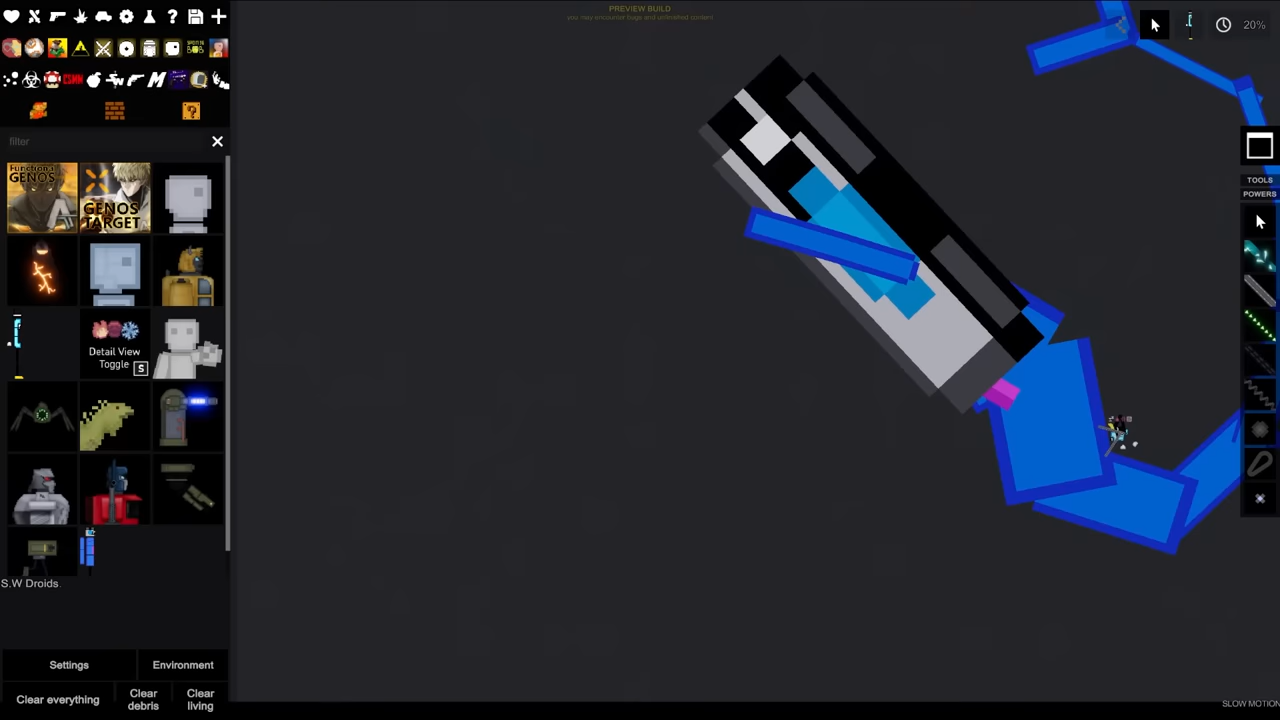 PREVIEW BUILD
you may encounter bugs and unfinished content
20%
filter
TOOLS
POWERS
Functional
GENOS
GENOS
TARGET
Detail View
Toggle
S
S.W Droids
Settings
Environment
Clear everything
Clear
debris
Clear
living
SLOW MOTION